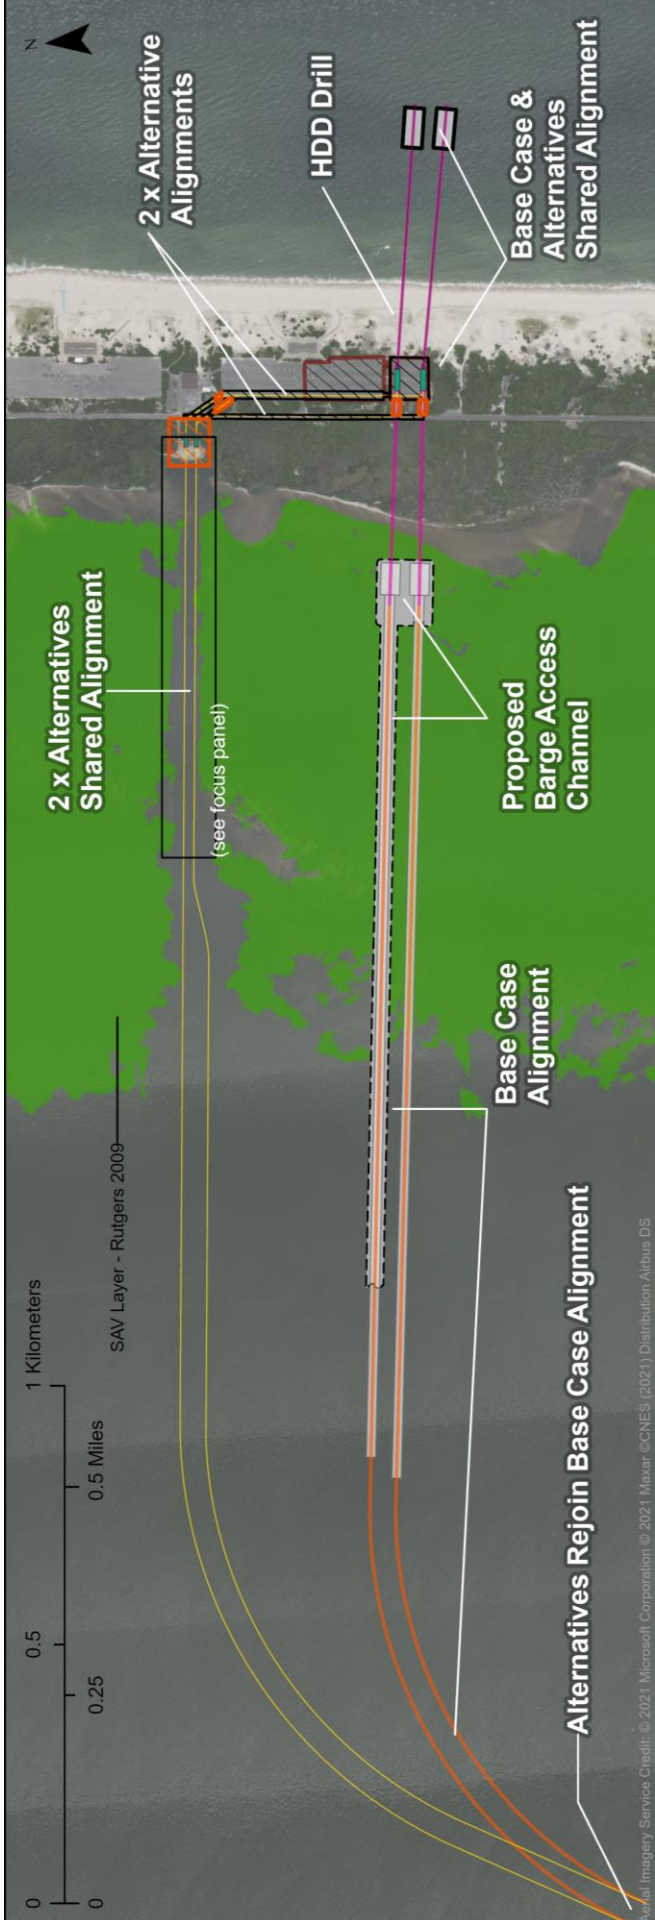 N
2 x Alternative
Alignments
HDD Drill
Base Case &
Alternatives
Shared Alignment
2 x Alternatives
Shared Alignment
(see focus panel)
Proposed
Barge Access
Channel
Base Case
Alignment
SAV Layer - Rutgers 2009
0
0.5
1 Kilometers
0
0.25
0.5 Miles
Alternatives Rejoin Base Case Alignment
Aerial Imagery Service Credit: © 2021 Microsoft Corporation © 2021 Maxar ©CNES (2021) Distribution Airbus DS